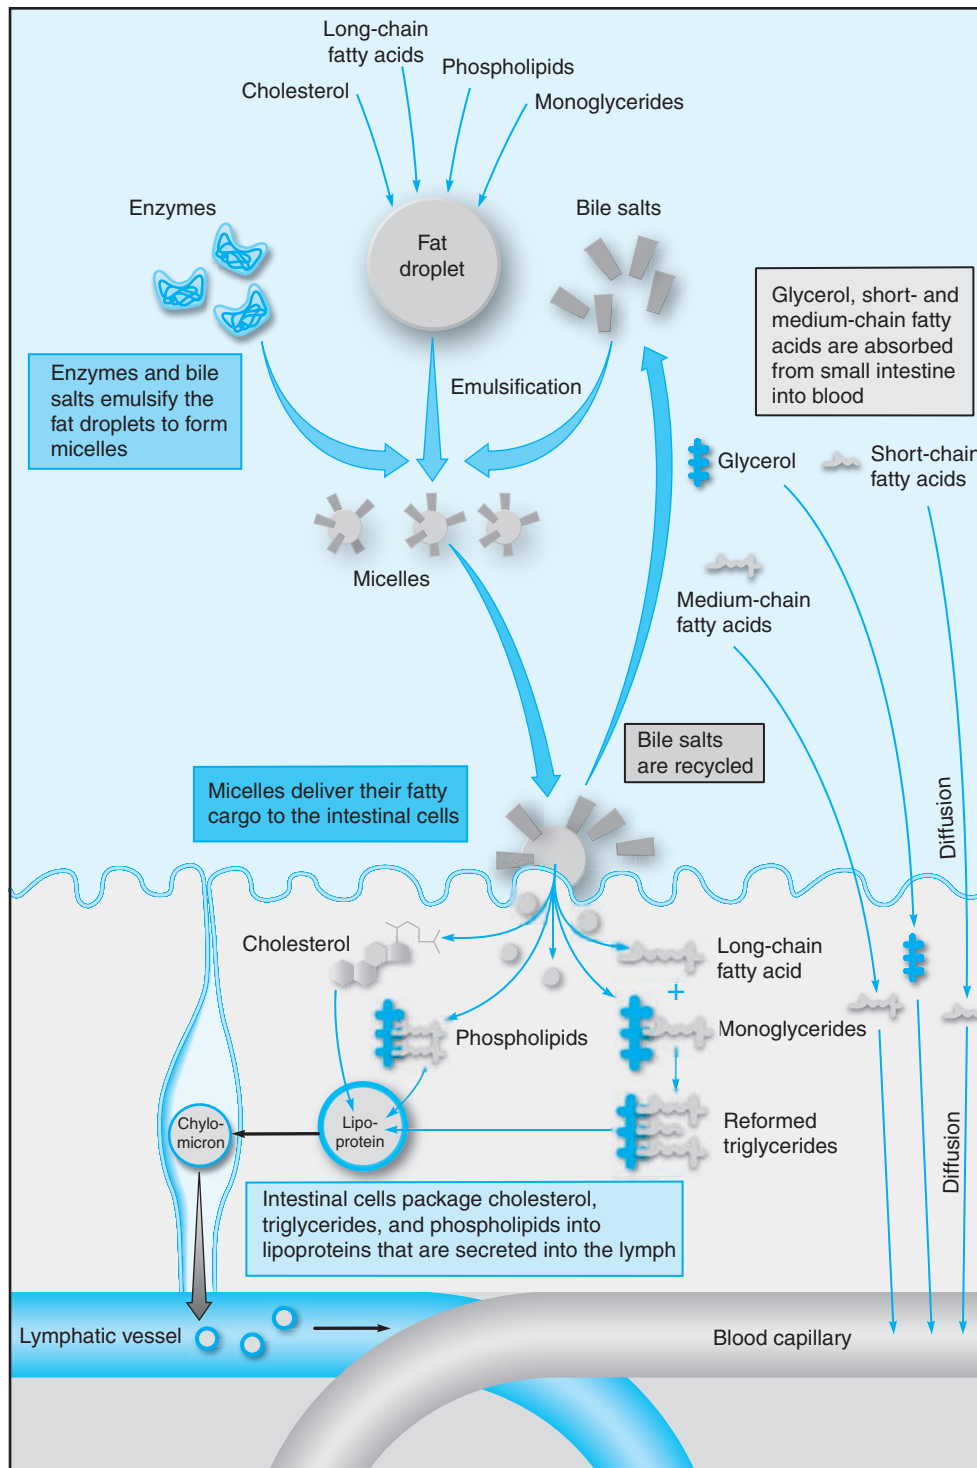 Long-chain
fatty acids
Phospholipids
Cholesterol
Monoglycerides
Enzymes
Fat
droplet
Bile salts
Glycerol, short- and
medium-chain fatty
acids are absorbed
from small intestine
into blood
Enzymes and bile
salts emulsify the
fat droplets to form
micelles
Emulsification
Glycerol
Short-chain
fatty acids
Micelles
Medium-chain
fatty acids
Bile salts
are recycled
Micelles deliver their fatty
cargo to the intestinal cells
Diffusion
Cholesterol
Long-chain
fatty acid
+
Phospholipids
Monoglycerides
Chylo-
micron
Lipo-
protein
Reformed
triglycerides
Diffusion
Intestinal cells package cholesterol,
triglycerides, and phospholipids into
lipoproteins that are secreted into the lymph
Lymphatic vessel
Blood capillary